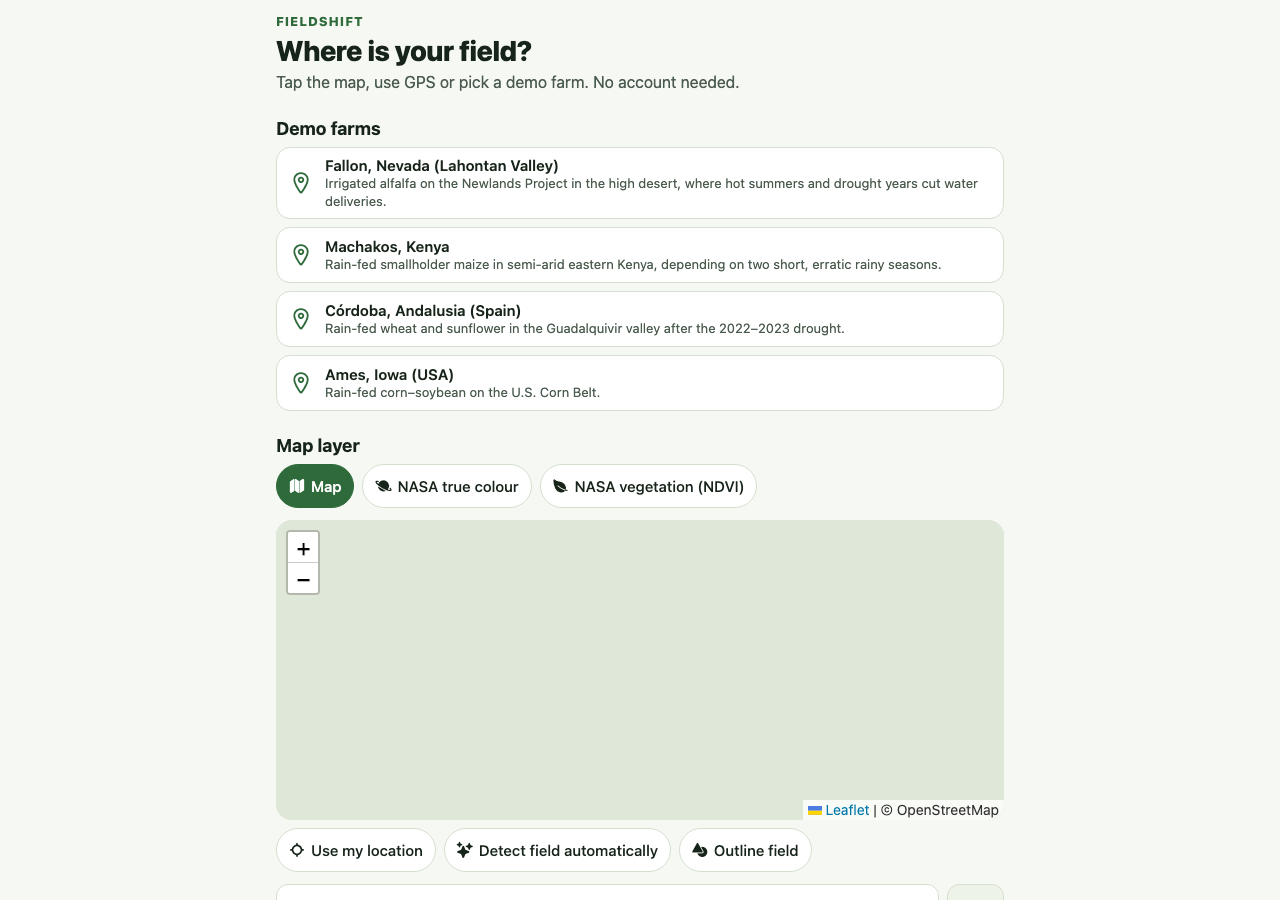 FIELDSHIFT
Where is your field?
Tap the map, use GPS or pick a demo farm. No account needed.
Demo farms
Fallon, Nevada (Lahontan Valley)
Irrigated alfalfa on the Newlands Project in the high desert, where hot summers and drought years cut water
deliveries.
Machakos, Kenya
Rain-fed smallholder maize in semi-arid eastern Kenya, depending on two short, erratic rainy seasons.
Córdoba, Andalusia (Spain)
Rain-fed wheat and sunflower in the Guadalquivir valley after the 2022–2023 drought.
Ames, Iowa (USA)
Rain-fed corn–soybean on the U.S. Corn Belt.
Map layer
Map
NASA true colour
NASA vegetation (NDVI)
+
−
Leaflet | © OpenStreetMap
Use my location
Detect field automatically
Outline field